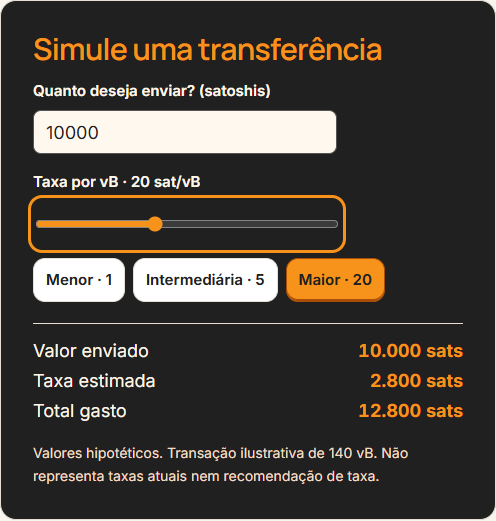 Simule uma transferência
Quanto deseja enviar? (satoshis)
10000
Taxa por vB · 20 sat/vB
Menor · 1 Intermediária · 5 Maior · 20
Valor enviado 10.000 sats
Taxa estimada 2.800 sats
Total gasto 12.800 sats
Valores hipotéticos. Transação ilustrativa de 140 vB. Não
representa taxas atuais nem recomendação de taxa.